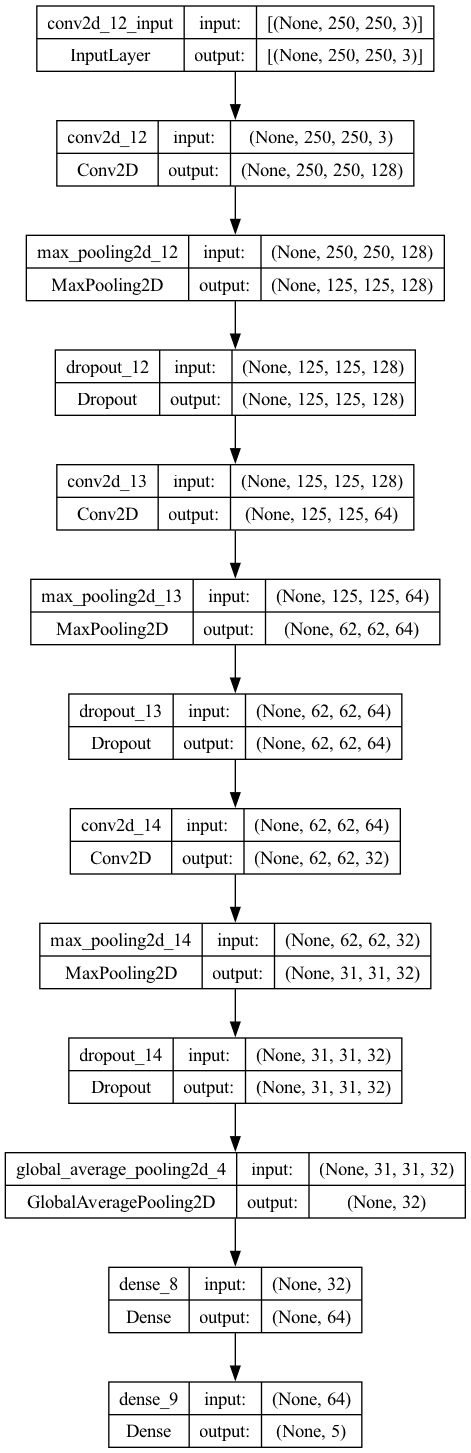 conv2d_12_input input: [(None, 250, 250, 3)]
InputLayer output: [(None, 250, 250, 3)]
conv2d_12 input: (None, 250, 250, 3)
Conv2D output: (None, 250, 250, 128)
max_pooling2d_12 input: (None, 250, 250, 128)
MaxPooling2D output: (None, 125, 125, 128)
dropout_12 input: (None, 125, 125, 128)
Dropout output: (None, 125, 125, 128)
conv2d_13 input: (None, 125, 125, 128)
Conv2D output: (None, 125, 125, 64)
max_pooling2d_13 input: (None, 125, 125, 64)
MaxPooling2D output: (None, 62, 62, 64)
dropout_13 input: (None, 62, 62, 64)
Dropout output: (None, 62, 62, 64)
conv2d_14 input: (None, 62, 62, 64)
Conv2D output: (None, 62, 62, 32)
max_pooling2d_14 input: (None, 62, 62, 32)
MaxPooling2D output: (None, 31, 31, 32)
dropout_14 input: (None, 31, 31, 32)
Dropout output: (None, 31, 31, 32)
global_average_pooling2d_4 input: (None, 31, 31, 32)
GlobalAveragePooling2D output: (None, 32)
dense_8 input: (None, 32)
Dense output: (None, 64)
dense_9 input: (None, 64)
Dense output: (None, 5)